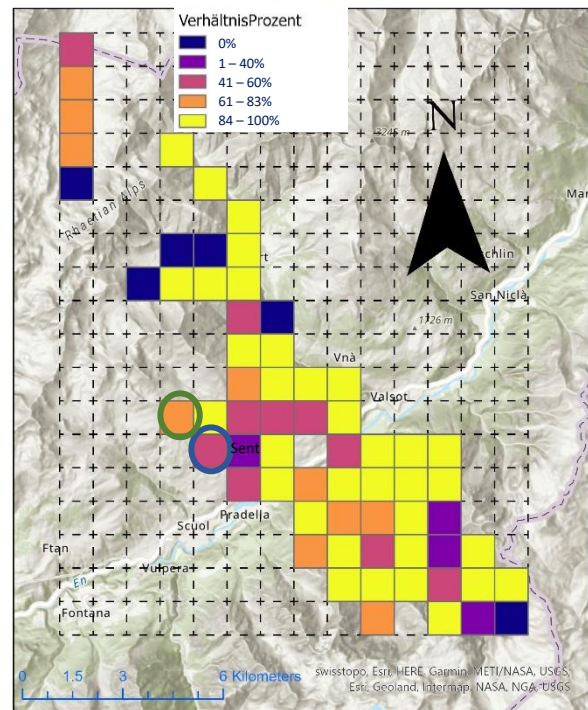 VerhältnisProzent
0%
1 – 40%
41 – 60%
61 – 83%
84 – 100%
3245 m
N
Rhaetian Alps
San Niclà
1726 m
Vnà
Valsot
Sent
Pradella
Scuol
Ftan
Vulpera
En
Fontana
0 1.5 3 6 Kilometers
swisstopo, Esri, HERE, Garmin, METI/NASA, USGS
Esri, Geoland, Intermap, NASA, NGA, USGS